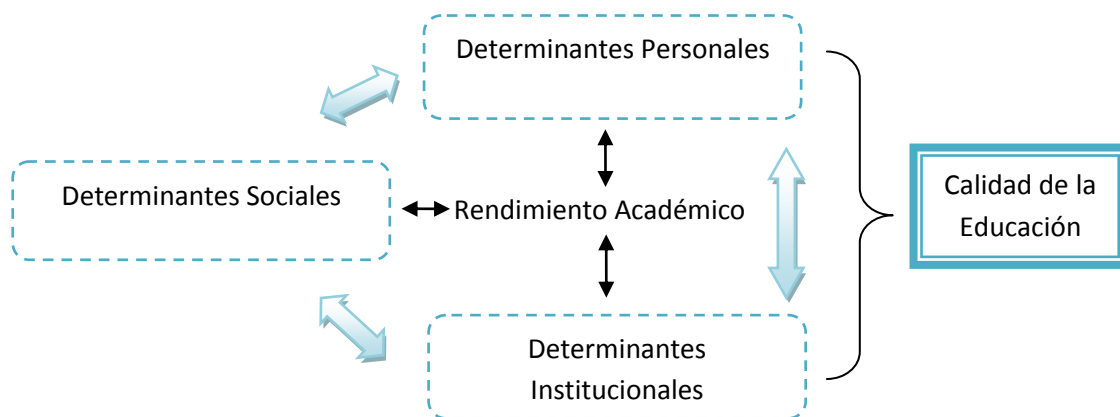 Determinantes Personales
Determinantes Sociales
Rendimiento Académico
Calidad de la
Educación
Determinantes
Institucionales